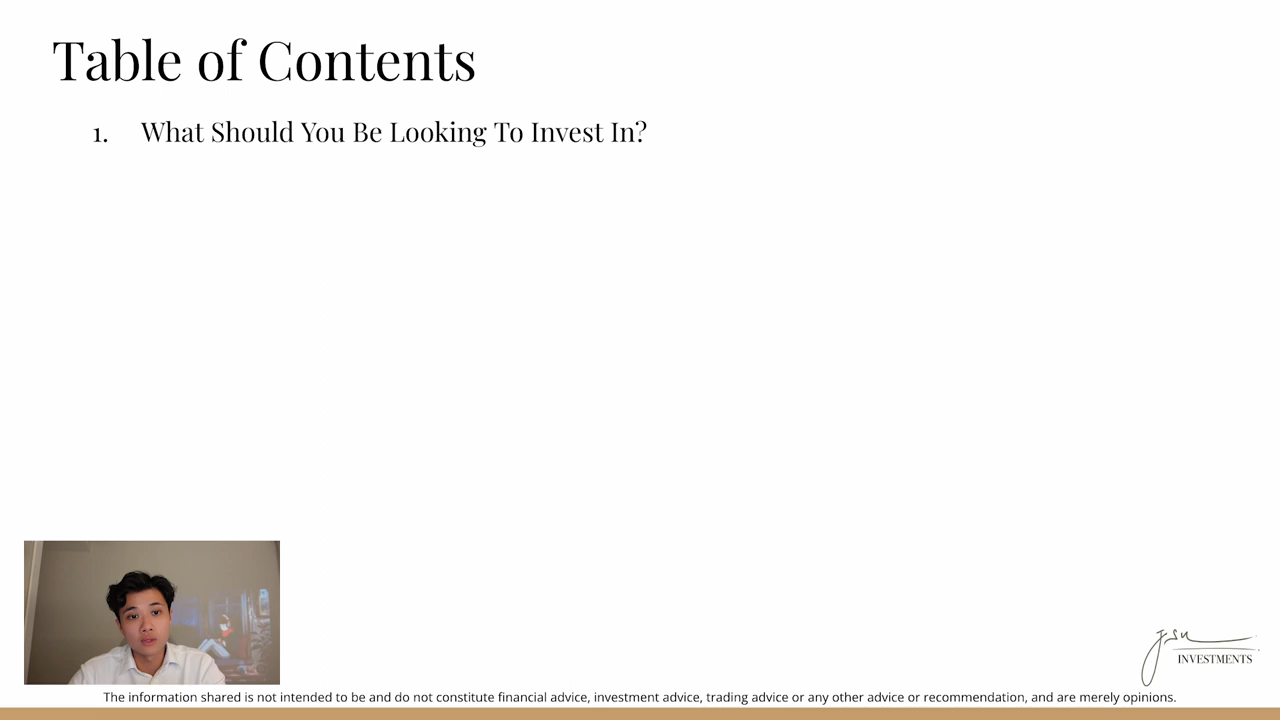 Table of Contents
1. What Should You Be Looking To Invest In?
JSU
INVESTMENTS
The information shared is not intended to be and do not constitute financial advice, investment advice, trading advice or any other advice or recommendation, and are merely opinions.